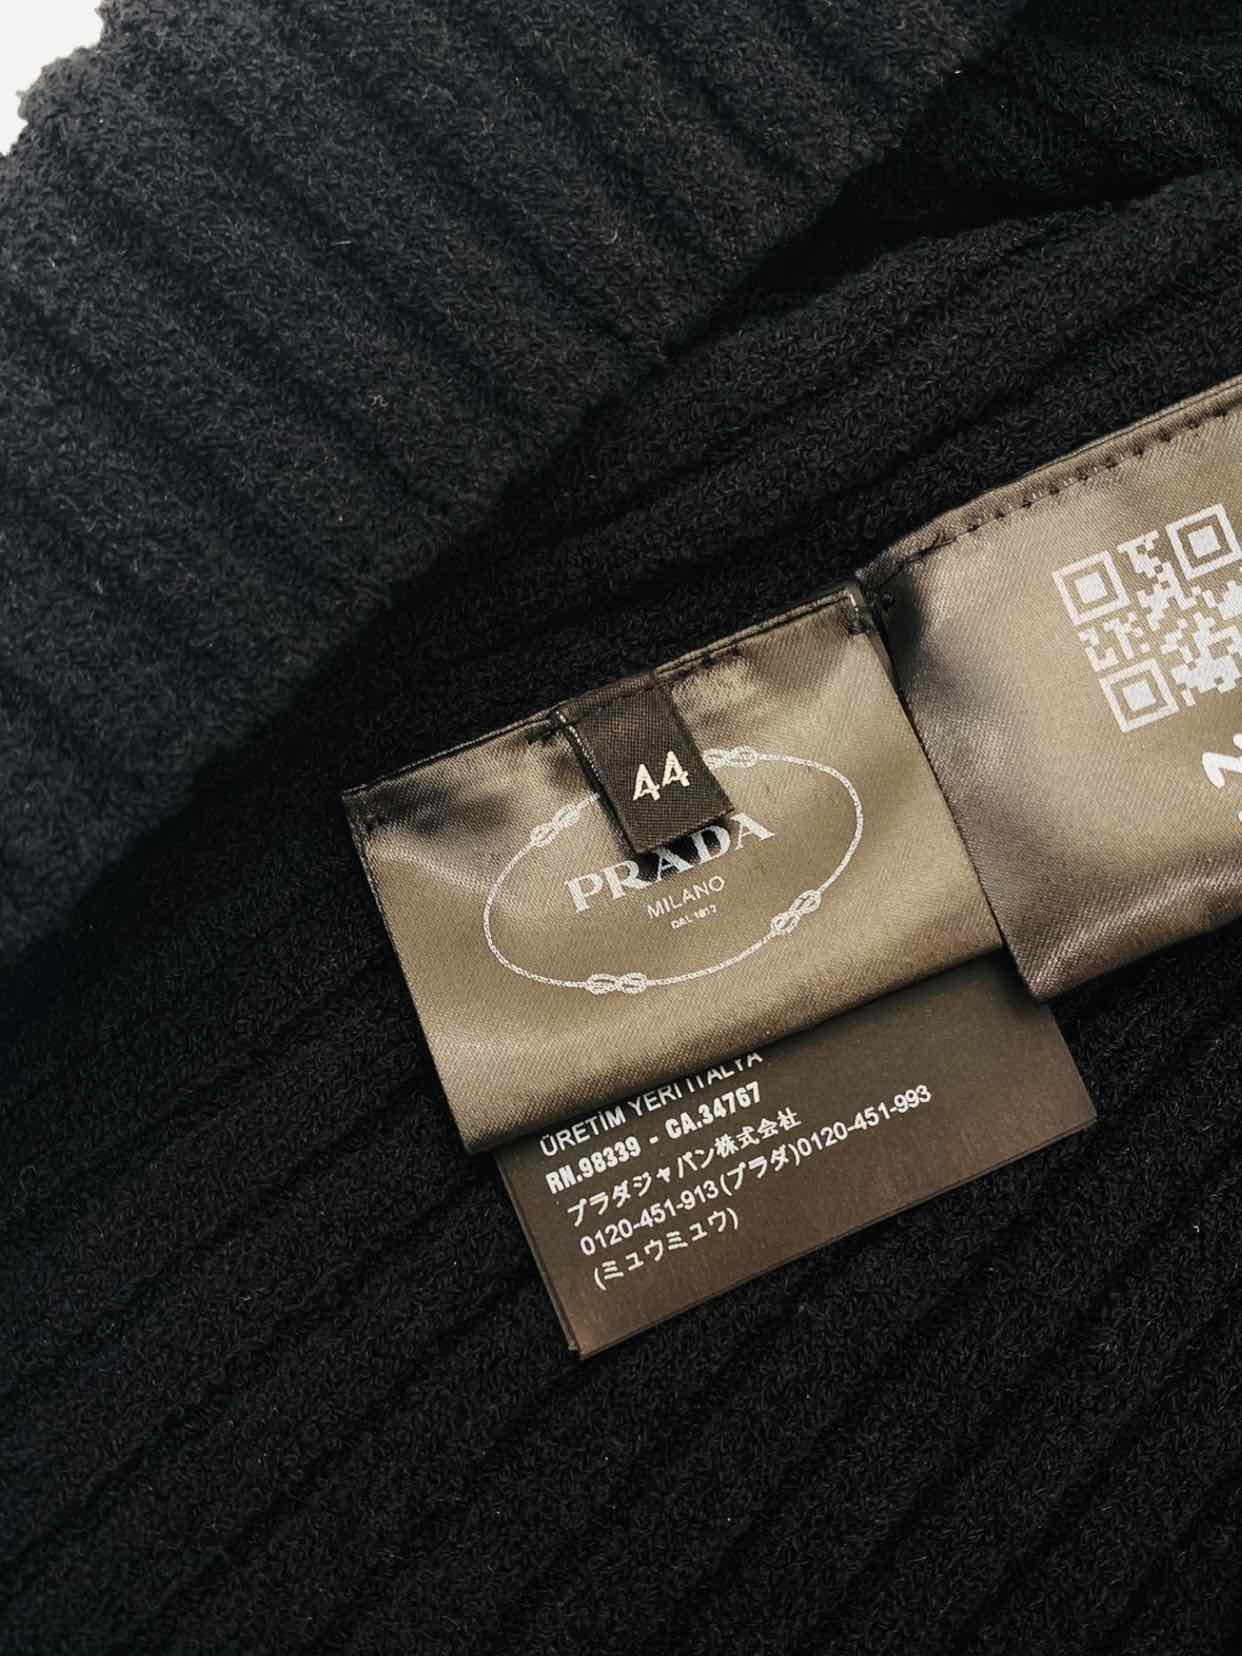 44
PRADA
MILANO
DAL 1913
ÜRETİM YERİ İTALYA
RN.98339 - CA.34767
プラダジャパン株式会社
0120-451-913(プラダ)0120-451-993
(ミュウミュウ)